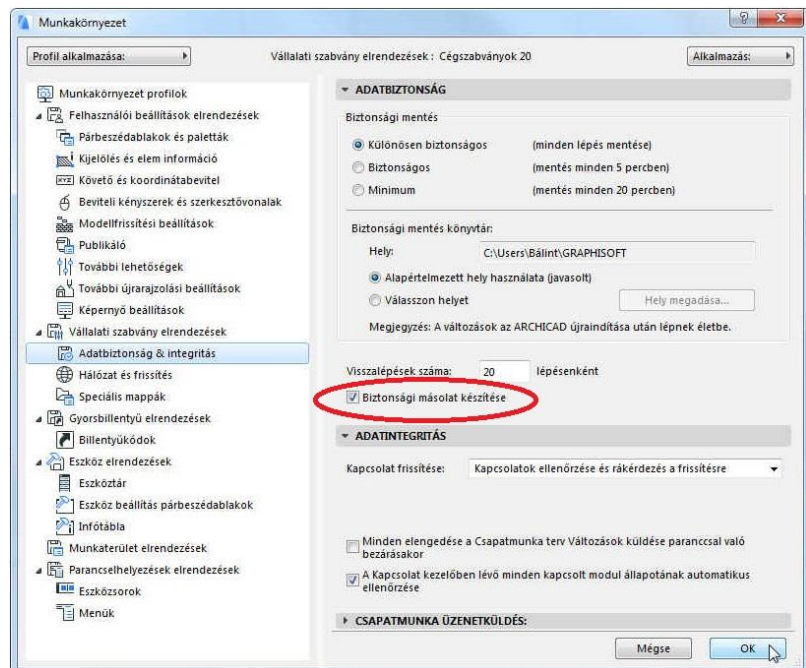 Munkakörnyezet
Profil alkalmazása:
Vállalati szabvány elrendezések : Cégszabványok 20
Alkalmazás:
Munkakörnyezet profilok
Felhasználói beállítások elrendezések
Párbeszédablakok és paletták
Kijelölés és elem információ
Követő és koordinátabevitel
Beviteli kényszerek és szerkesztővonalak
Modellfrissítési beállítások
Publikáló
További lehetőségek
További újrarajzolási beállítások
Képernyő beállítások
Vállalati szabvány elrendezések
Adatbiztonság & integritás
Hálózat és frissítés
Speciális mappák
Gyorsbillentyű elrendezések
Billentyűkódok
Eszköz elrendezések
Eszköztár
Eszköz beállítás párbeszédablakok
Infótábla
Munkaterület elrendezések
Parancselhelyezések elrendezések
Eszközsorok
Menük
ADATBIZTONSÁG
Biztonsági mentés
Különösen biztonságos (minden lépés mentése)
Biztonságos (mentés minden 5 percben)
Minimum (mentés minden 20 percben)
Biztonsági mentés könyvtár:
Hely: C:\Users\Bálint\GRAPHISOFT
Alapértelmezett hely használata (javasolt)
Válasszon helyet Hely megadása...
Megjegyzés: A változások az ARCHICAD újraindítása után lépnek életbe.
Visszalépések száma: 20 lépésenként
Biztonsági másolat készítése
ADATINTEGRITÁS
Kapcsolat frissítése: Kapcsolatok ellenőrzése és rákérdezés a frissítésre
Minden elengedése a Csapatmunka terv Változások küldése paranccsal való
bezárásakor
A Kapcsolat kezelőben lévő minden kapcsolt modul állapotának automatikus
ellenőrzése
CSAPATMUNKA ÜZENETKÜLDÉS:
Mégse OK